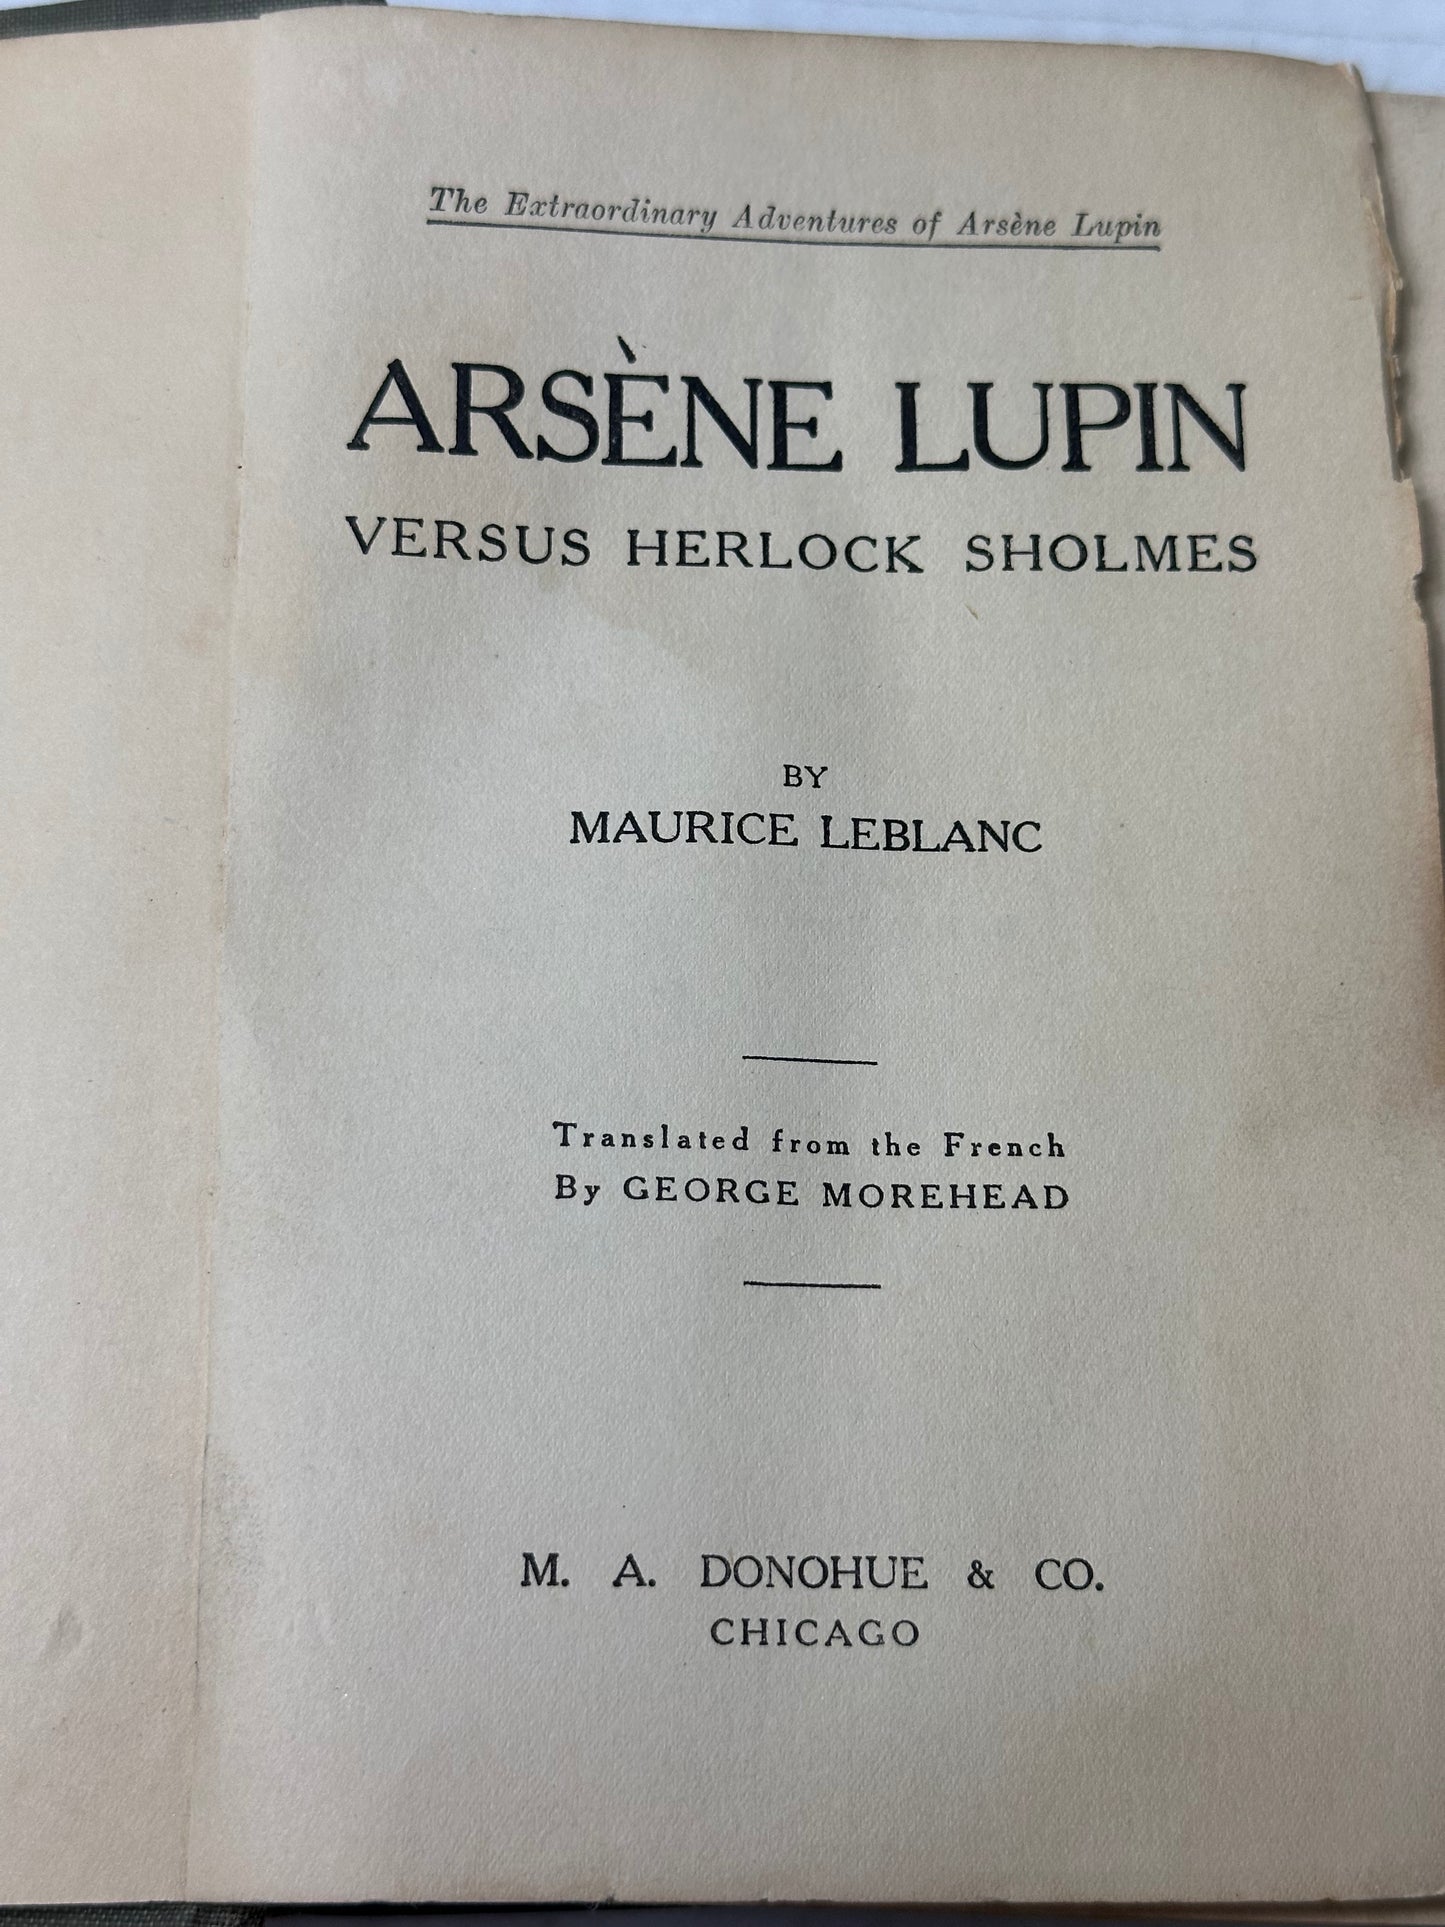 The Extraordinary Adventures of Arsène Lupin
ARSÈNE LUPIN
VERSUS HERLOCK SHOLMES
BY
MAURICE LEBLANC
Translated from the French
By GEORGE MOREHEAD
M. A. DONOHUE & CO.
CHICAGO